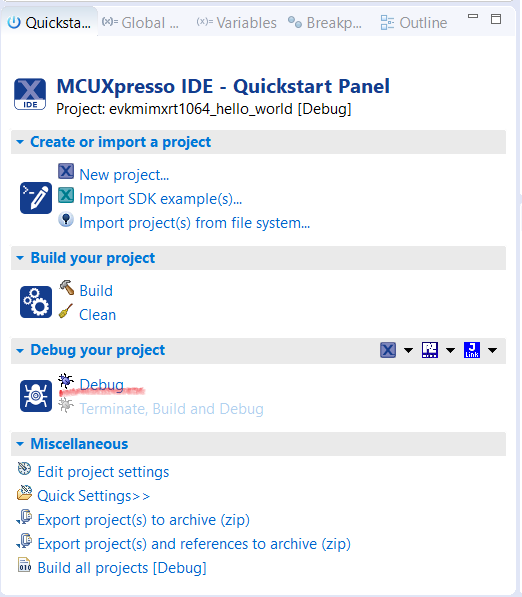 Quicksta... Global ... (x)= Variables Breakp... Outline
MCUXpresso IDE - Quickstart Panel
IDE
Project: evkmimxrt1064_hello_world [Debug]
Create or import a project
New project...
Import SDK example(s)...
Import project(s) from file system...
Build your project
Build
Clean
Debug your project
J Link
Debug
Terminate, Build and Debug
Miscellaneous
Edit project settings
Quick Settings>>
Export project(s) to archive (zip)
Export project(s) and references to archive (zip)
010 Build all projects [Debug]